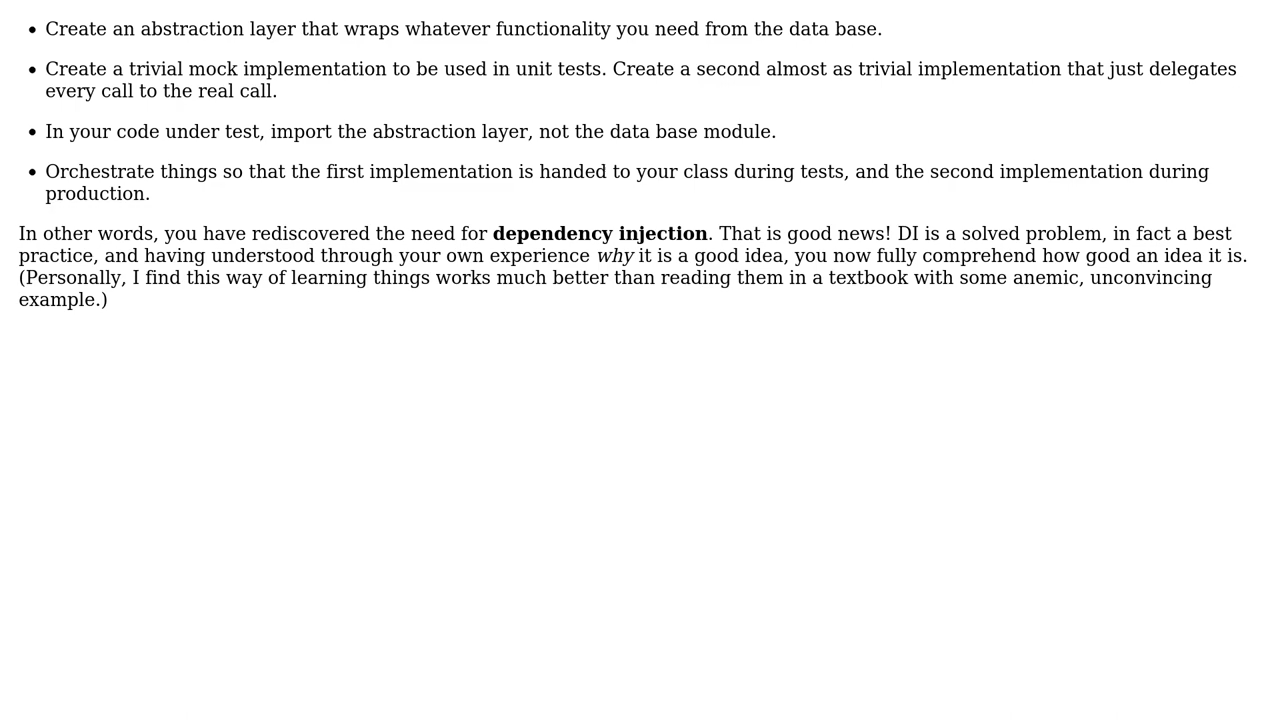 • Create an abstraction layer that wraps whatever functionality you need from the data base.
• Create a trivial mock implementation to be used in unit tests. Create a second almost as trivial implementation that just delegates
every call to the real call.
• In your code under test, import the abstraction layer, not the data base module.
• Orchestrate things so that the first implementation is handed to your class during tests, and the second implementation during
production.
In other words, you have rediscovered the need for dependency injection. That is good news! DI is a solved problem, in fact a best
practice, and having understood through your own experience why it is a good idea, you now fully comprehend how good an idea it is.
(Personally, I find this way of learning things works much better than reading them in a textbook with some anemic, unconvincing
example.)